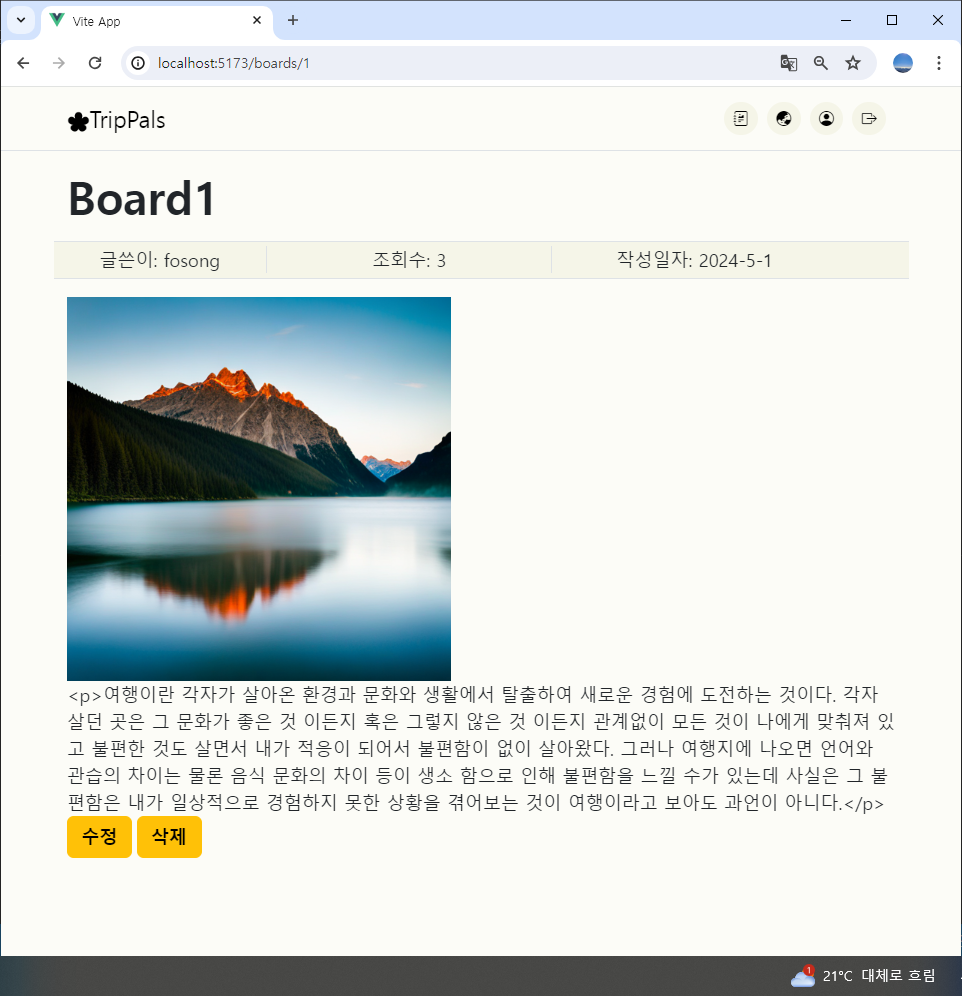 Vite App
localhost:5173/boards/1
TripPals
Board1
글쓴이: fosong
조회수: 3
작성일자: 2024-5-1
<p>여행이란 각자가 살아온 환경과 문화와 생활에서 탈출하여 새로운 경험에 도전하는 것이다. 각자
살던 곳은 그 문화가 좋은 것 이든지 혹은 그렇지 않은 것 이든지 관계없이 모든 것이 나에게 맞춰져 있
고 불편한 것도 살면서 내가 적응이 되어서 불편함이 없이 살아왔다. 그러나 여행지에 나오면 언어와
관습의 차이는 물론 음식 문화의 차이 등이 생소 함으로 인해 불편함을 느낄 수가 있는데 사실은 그 불
편함은 내가 일상적으로 경험하지 못한 상황을 겪어보는 것이 여행이라고 보아도 과언이 아니다.</p>
수정 삭제
1
21°C 대체로 흐림